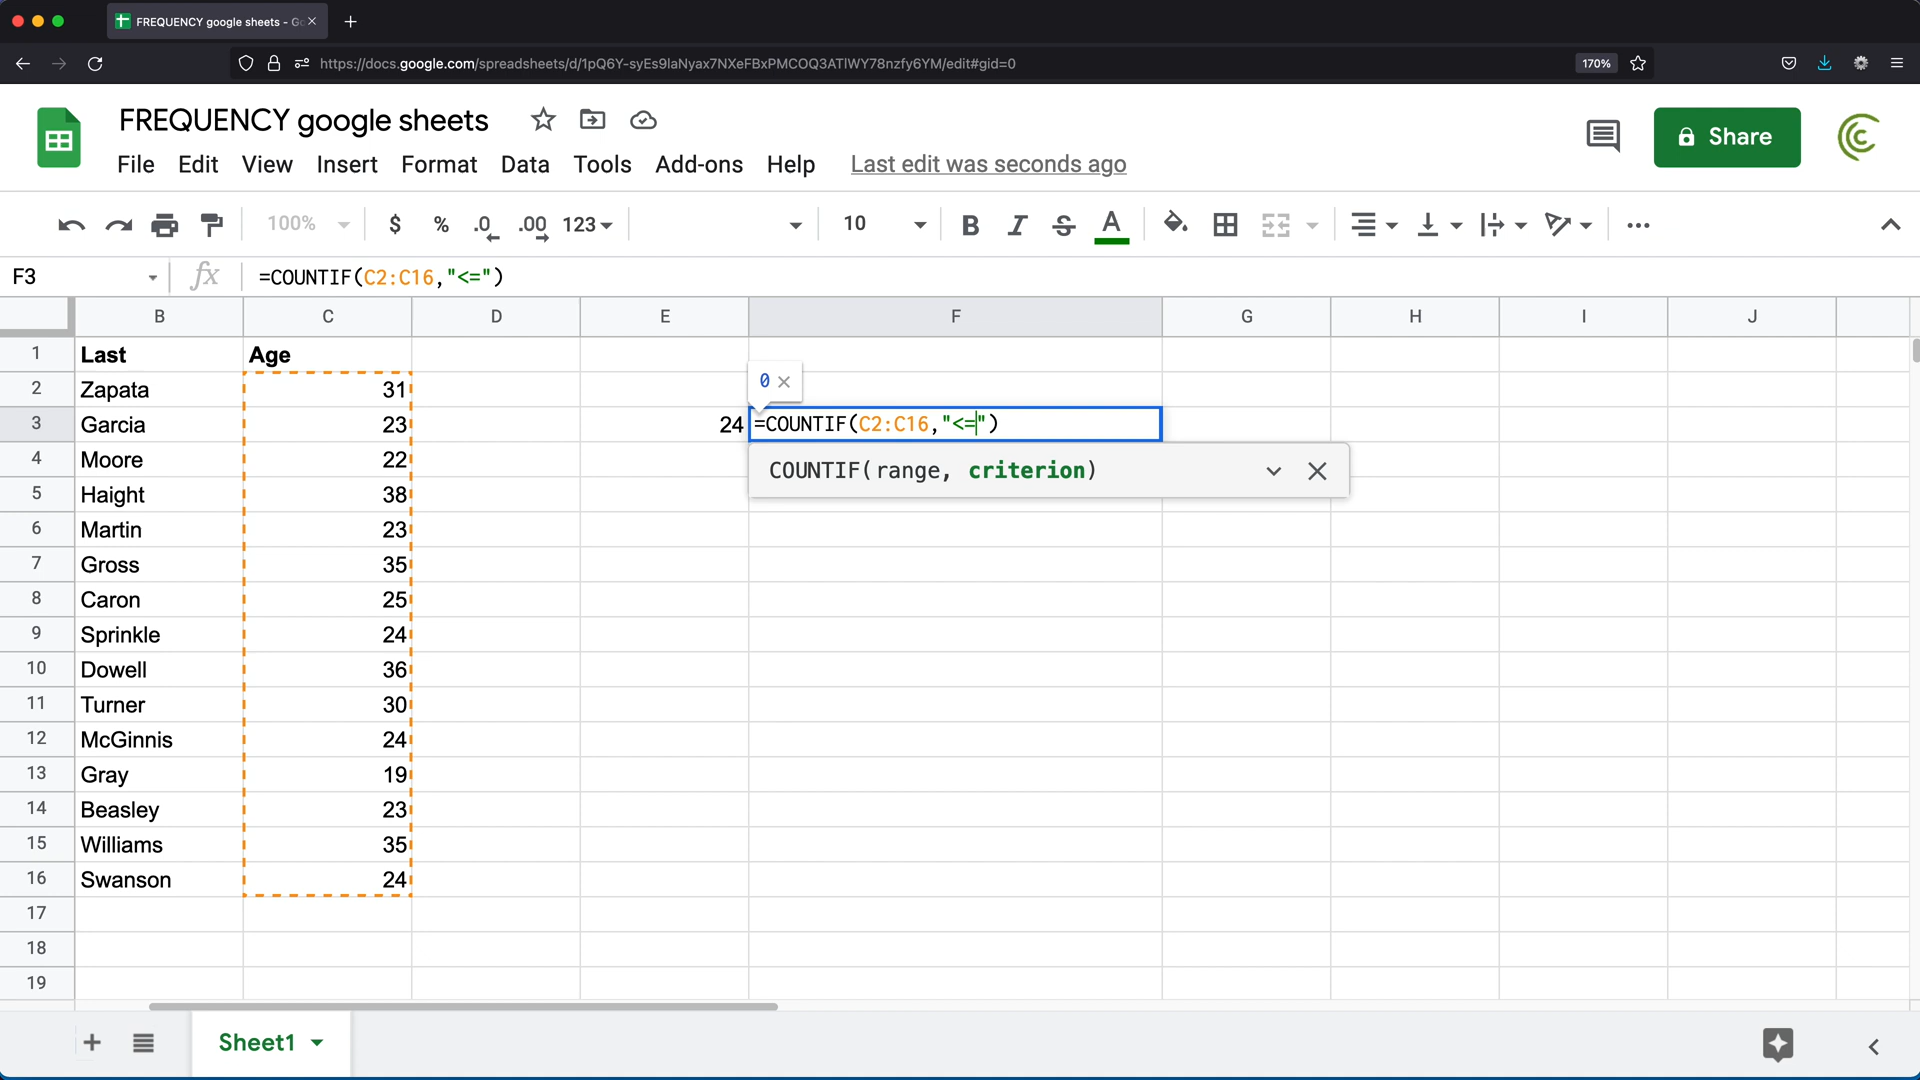 FREQUENCY google sheets - Go
https://docs.google.com/spreadsheets/d/1pQ6Y-syEs9laNyax7NXeFBxPMCOQ3ATlWY78nzfy6YM/edit#gid=0
170%
FREQUENCY google sheets
Share
File Edit View Insert Format Data Tools Add-ons Help Last edit was seconds ago
100% $ % .0 .00 123 10 B I S A
F3 fx =COUNTIF(C2:C16,"<=")
B C D E F G H I J
1 Last Age
0
2 Zapata 31
3 Garcia 23 24 =COUNTIF(C2:C16,"<=")
4 Moore 22
COUNTIF(range, criterion)
5 Haight 38
6 Martin 23
7 Gross 35
8 Caron 25
9 Sprinkle 24
10 Dowell 36
11 Turner 30
12 McGinnis 24
13 Gray 19
14 Beasley 23
15 Williams 35
16 Swanson 24
17
18
19
Sheet1